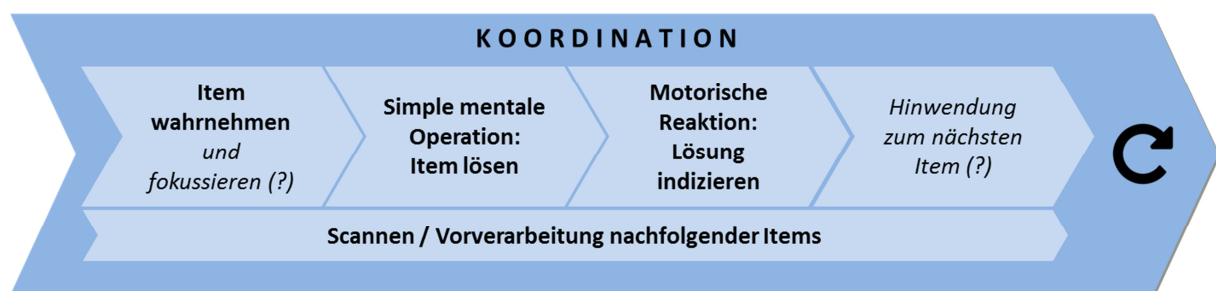 KOORDINATION
Item
wahrnehmen
und
fokussieren (?)
Simple mentale
Operation:
Item lösen
Motorische
Reaktion:
Lösung
indizieren
Hinwendung
zum nächsten
Item (?)
Scannen / Vorverarbeitung nachfolgender Items